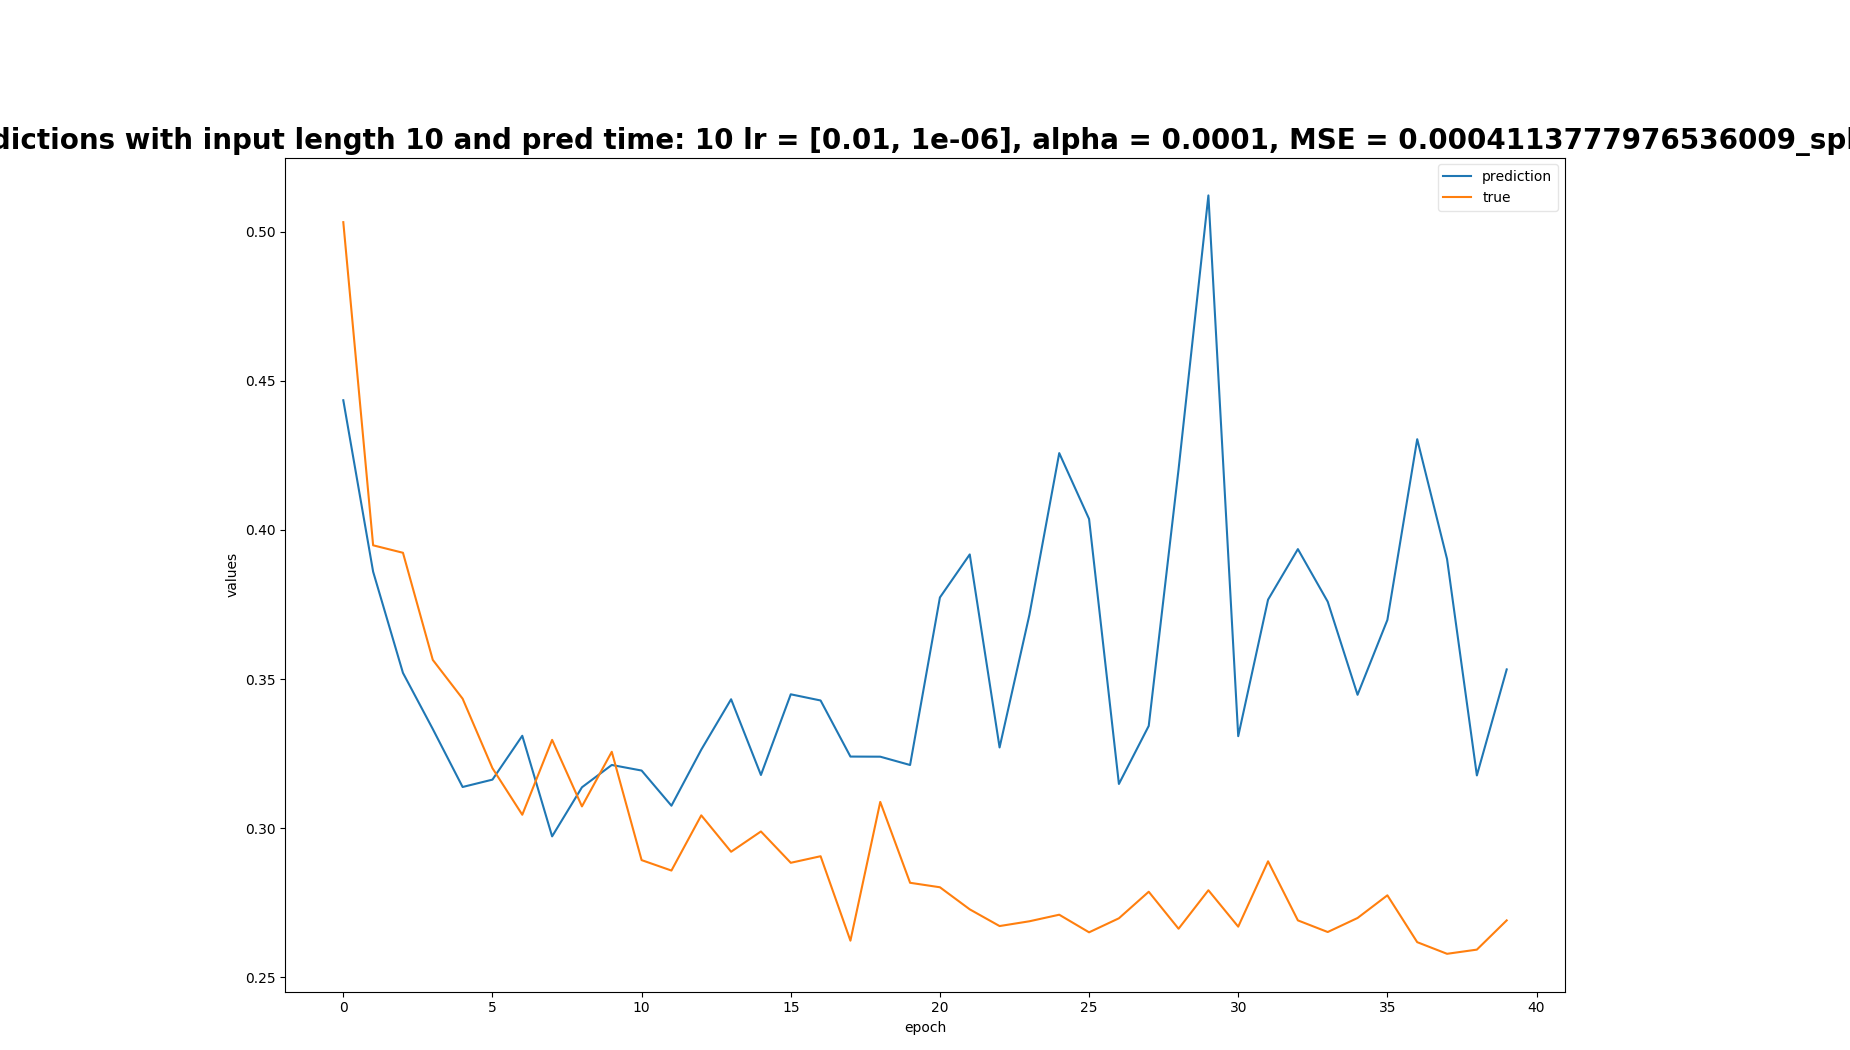 dictions with input length 10 and pred time: 10 lr = [0.01, 1e-06], alpha = 0.0001, MSE = 0.0004113777976536009_spl
prediction
true
0.50
0.45
0.40
0.35
0.30
0.25
values
0 5 10 15 20 25 30 35 40
epoch